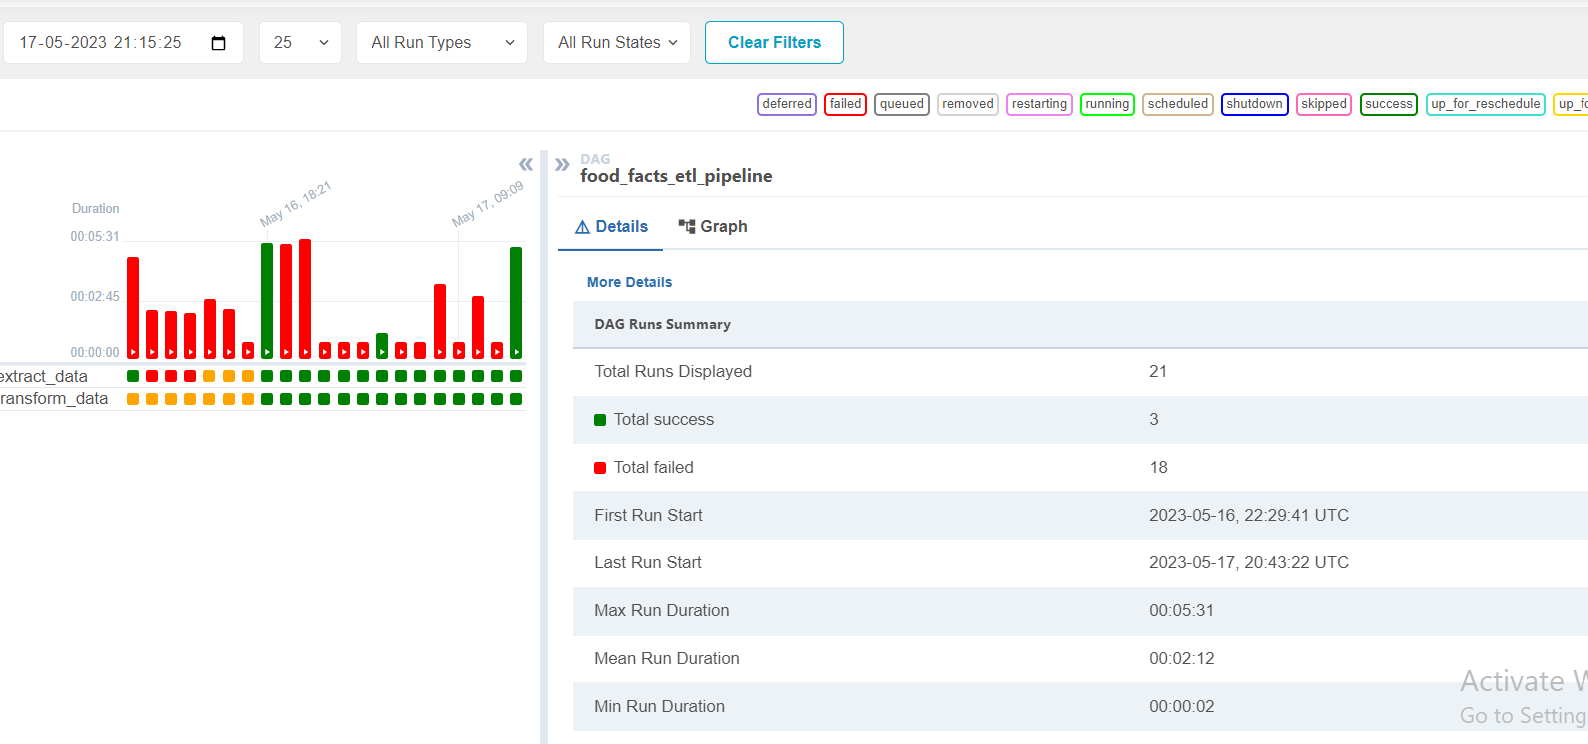 17-05-2023 21:15:25 25 All Run Types All Run States Clear Filters
deferred failed queued removed restarting running scheduled shutdown skipped success up_for_reschedule
DAG
food_facts_etl_pipeline
Details Graph
More Details
DAG Runs Summary
Total Runs Displayed 21
Total success 3
Total failed 18
First Run Start 2023-05-16, 22:29:41 UTC
Last Run Start 2023-05-17, 20:43:22 UTC
Max Run Duration 00:05:31
Mean Run Duration 00:02:12
Min Run Duration 00:00:02
May 16, 18:21 May 17, 09:09
Duration
00:05:31
00:02:45
00:00:00
extract_data
ransform_data
Activate W
Go to Setting